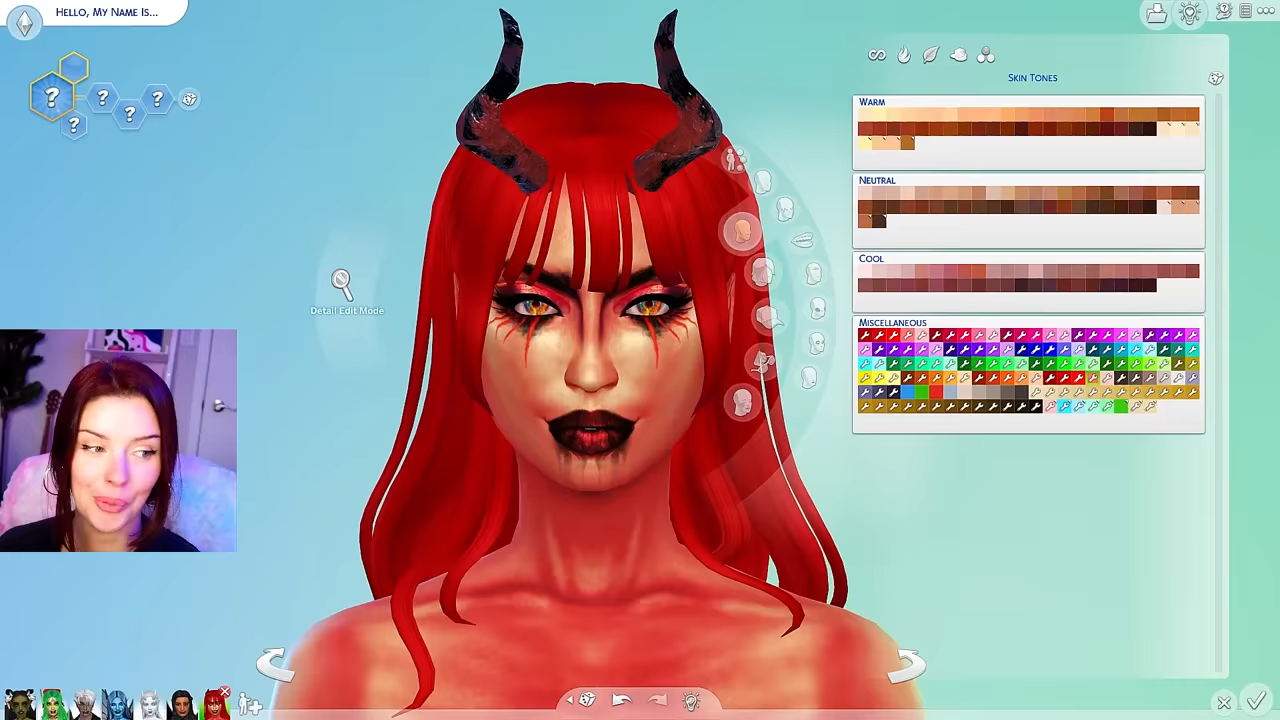 HELLO, MY NAME IS...
SKIN TONES
WARM
NEUTRAL
COOL
MISCELLANEOUS
Detail Edit Mode